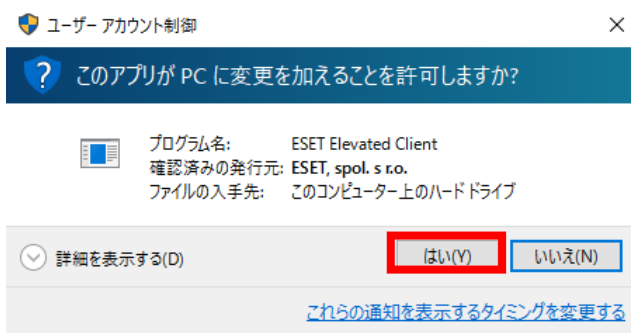 ユーザー アカウント制御
このアプリが PC に変更を加えることを許可しますか?
プログラム名: ESET Elevated Client
確認済みの発行元: ESET, spol. s r.o.
ファイルの入手先: このコンピューター上のハード ドライブ
詳細を表示する(D)
はい(Y) いいえ(N)
これらの通知を表示するタイミングを変更する